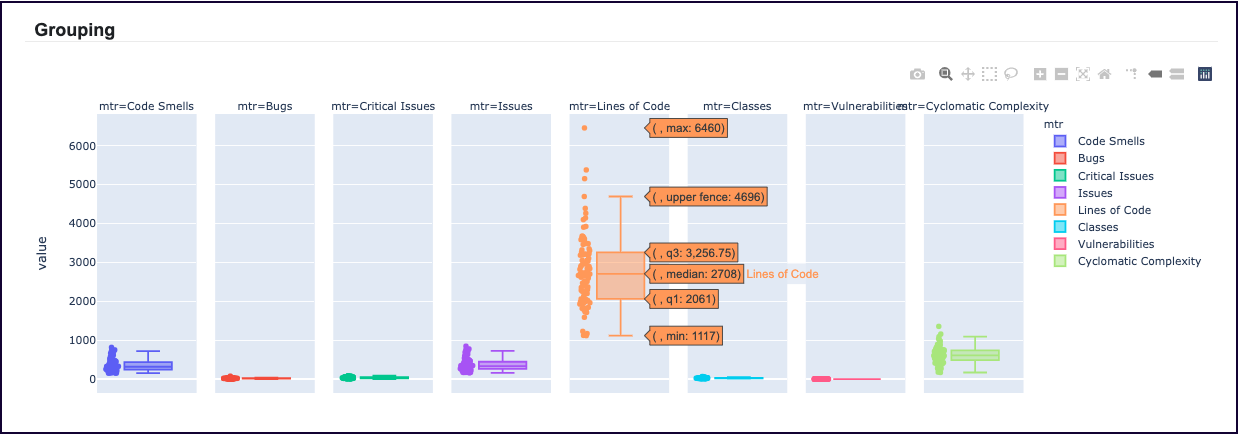 Grouping
mtr=Code Smells
mtr=Bugs
mtr=Critical Issues
mtr=Issues
mtr=Lines of Code
mtr=Classes
mtr=Vulnerabilities
mtr=Cyclomatic Complexity
value
6000
5000
4000
3000
2000
1000
0
( , max: 6460)
( , upper fence: 4696)
( , q3: 3,256.75)
( , median: 2708) Lines of Code
( , q1: 2061)
( , min: 1117)
mtr
Code Smells
Bugs
Critical Issues
Issues
Lines of Code
Classes
Vulnerabilities
Cyclomatic Complexity